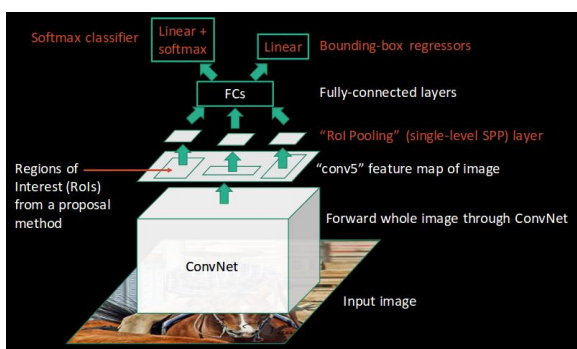 Softmax classifier
Linear +
softmax
Linear
Bounding-box regressors
FCs
Fully-connected layers
"RoI Pooling" (single-level SPP) layer
Regions of
Interest (RoIs)
from a proposal
method
"conv5" feature map of image
Forward whole image through ConvNet
ConvNet
Input image